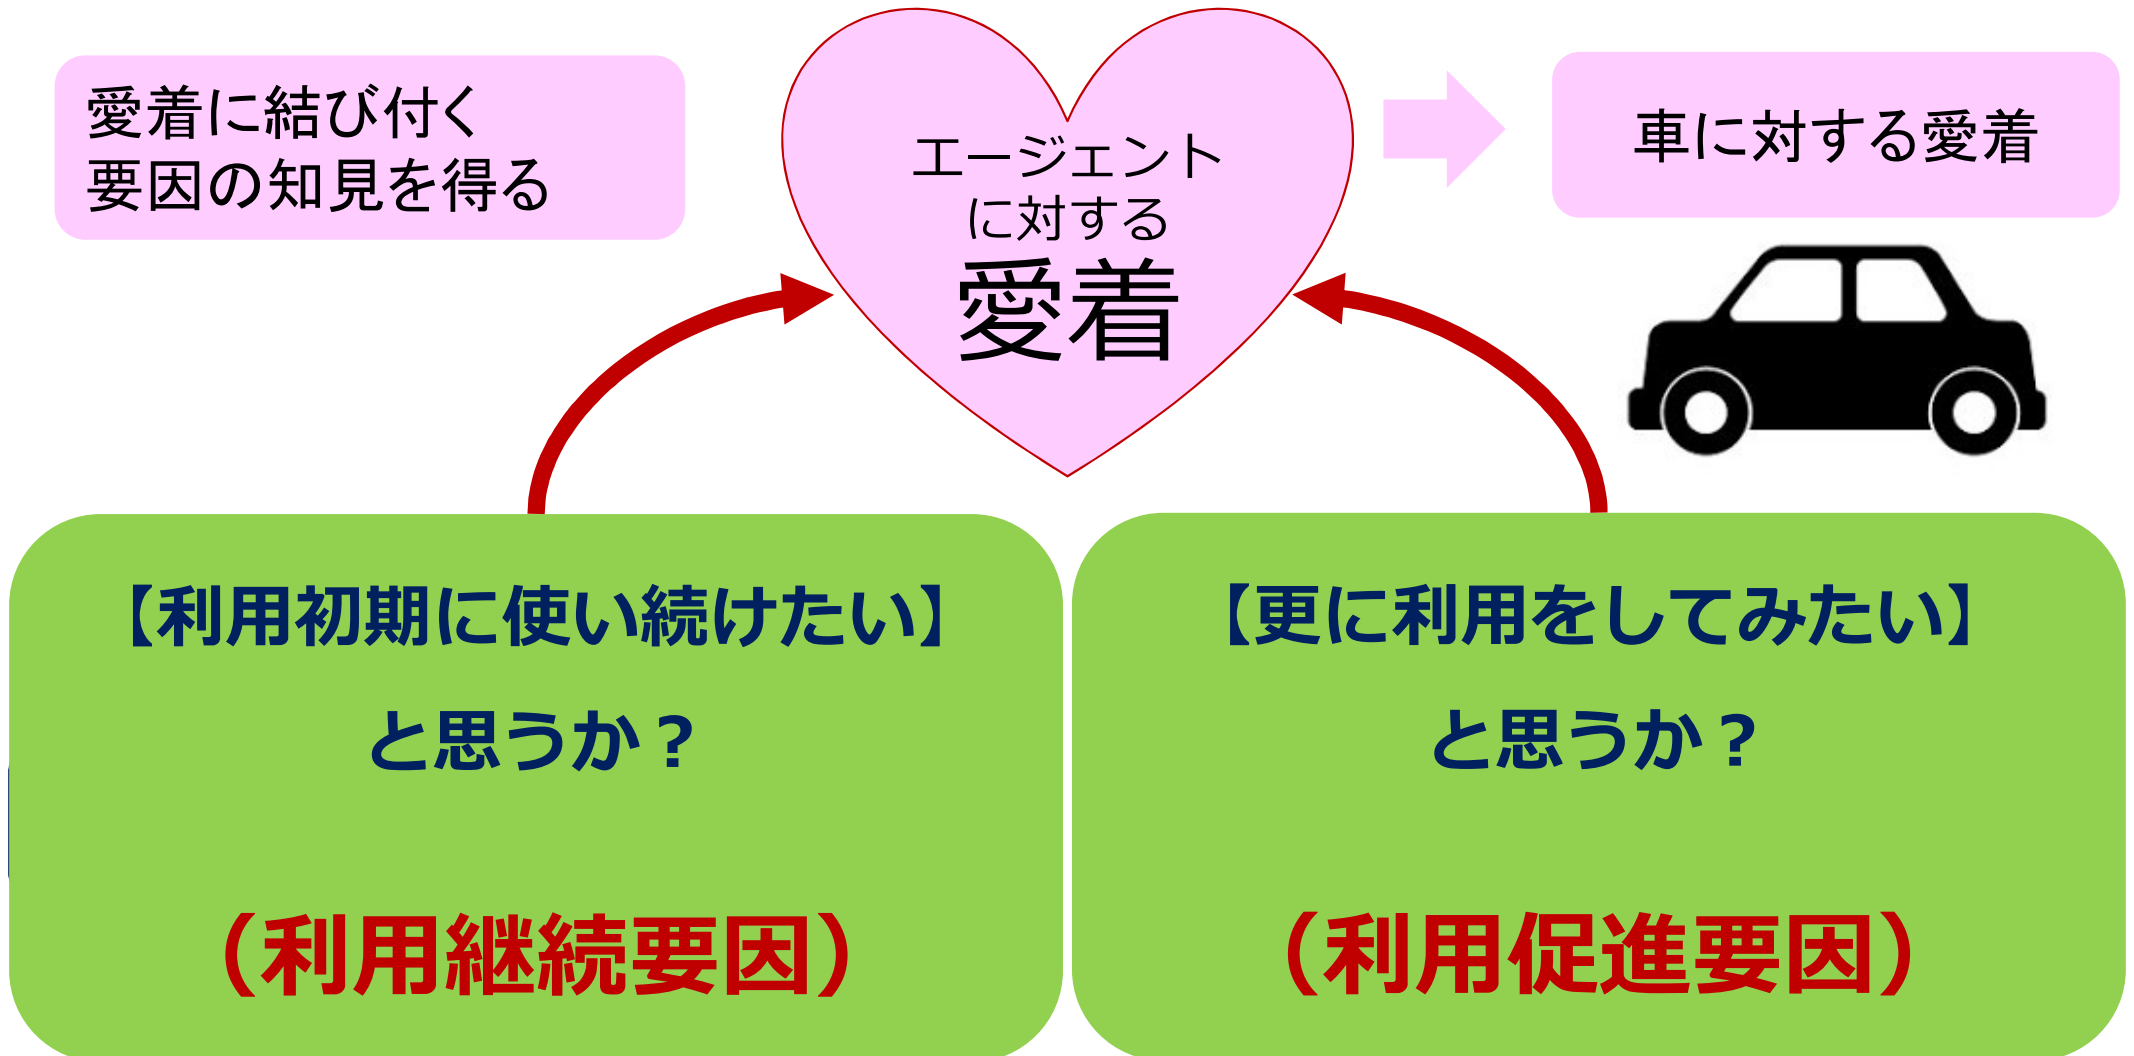 愛着に結び付く
要因の知見を得る
エージェント
に対する
愛着
車に対する愛着
【利用初期に使い続けたい】
と思うか？
（利用継続要因）
【更に利用をしてみたい】
と思うか？
（利用促進要因）